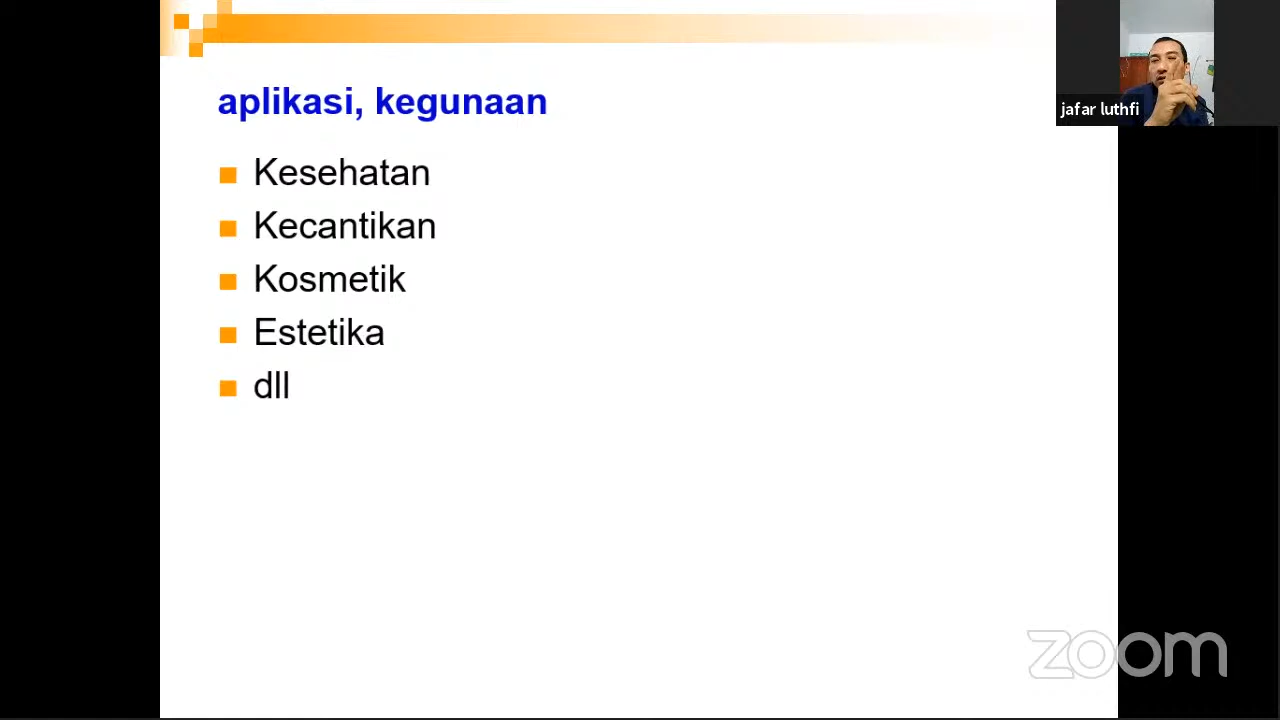 aplikasi, kegunaan
Kesehatan
Kecantikan
Kosmetik
Estetika
dll
jafar luthfi
zoom